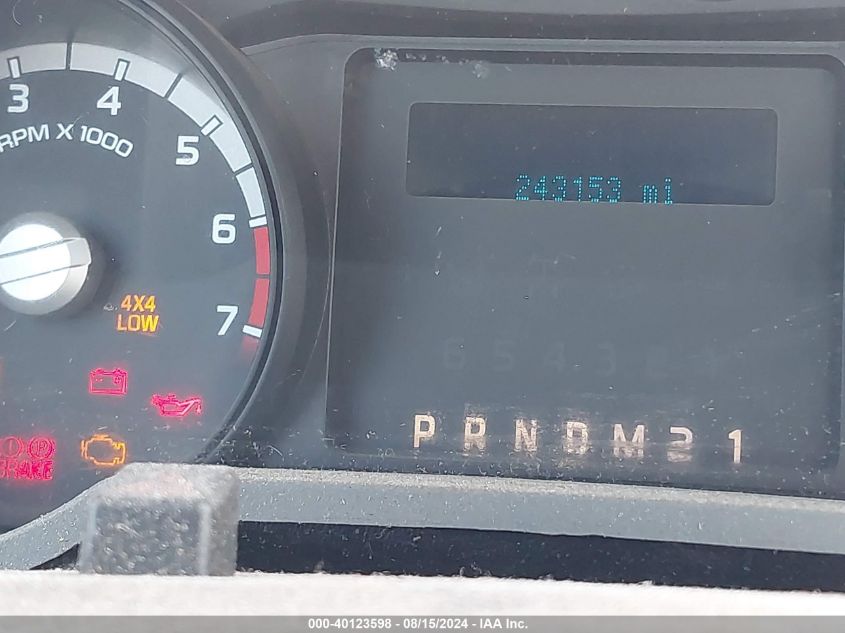 3
4
RPM X 1000
5
6
7
4X4
LOW
BRAKE
243153 mi
P R N D M 2 1
000-40123598 - 08/15/2024 - IAA Inc.